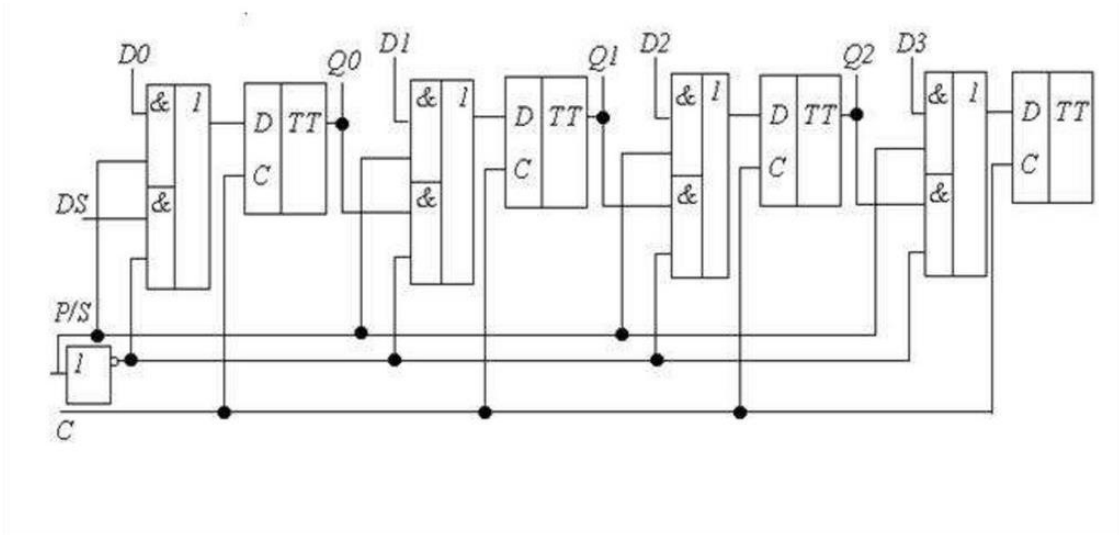 D0 Q0 D1 Q1 D2 Q2 D3
& 1 D TT & 1 D TT & 1 D TT & 1 D TT
C C C C
DS & & & &
P/S
1
C